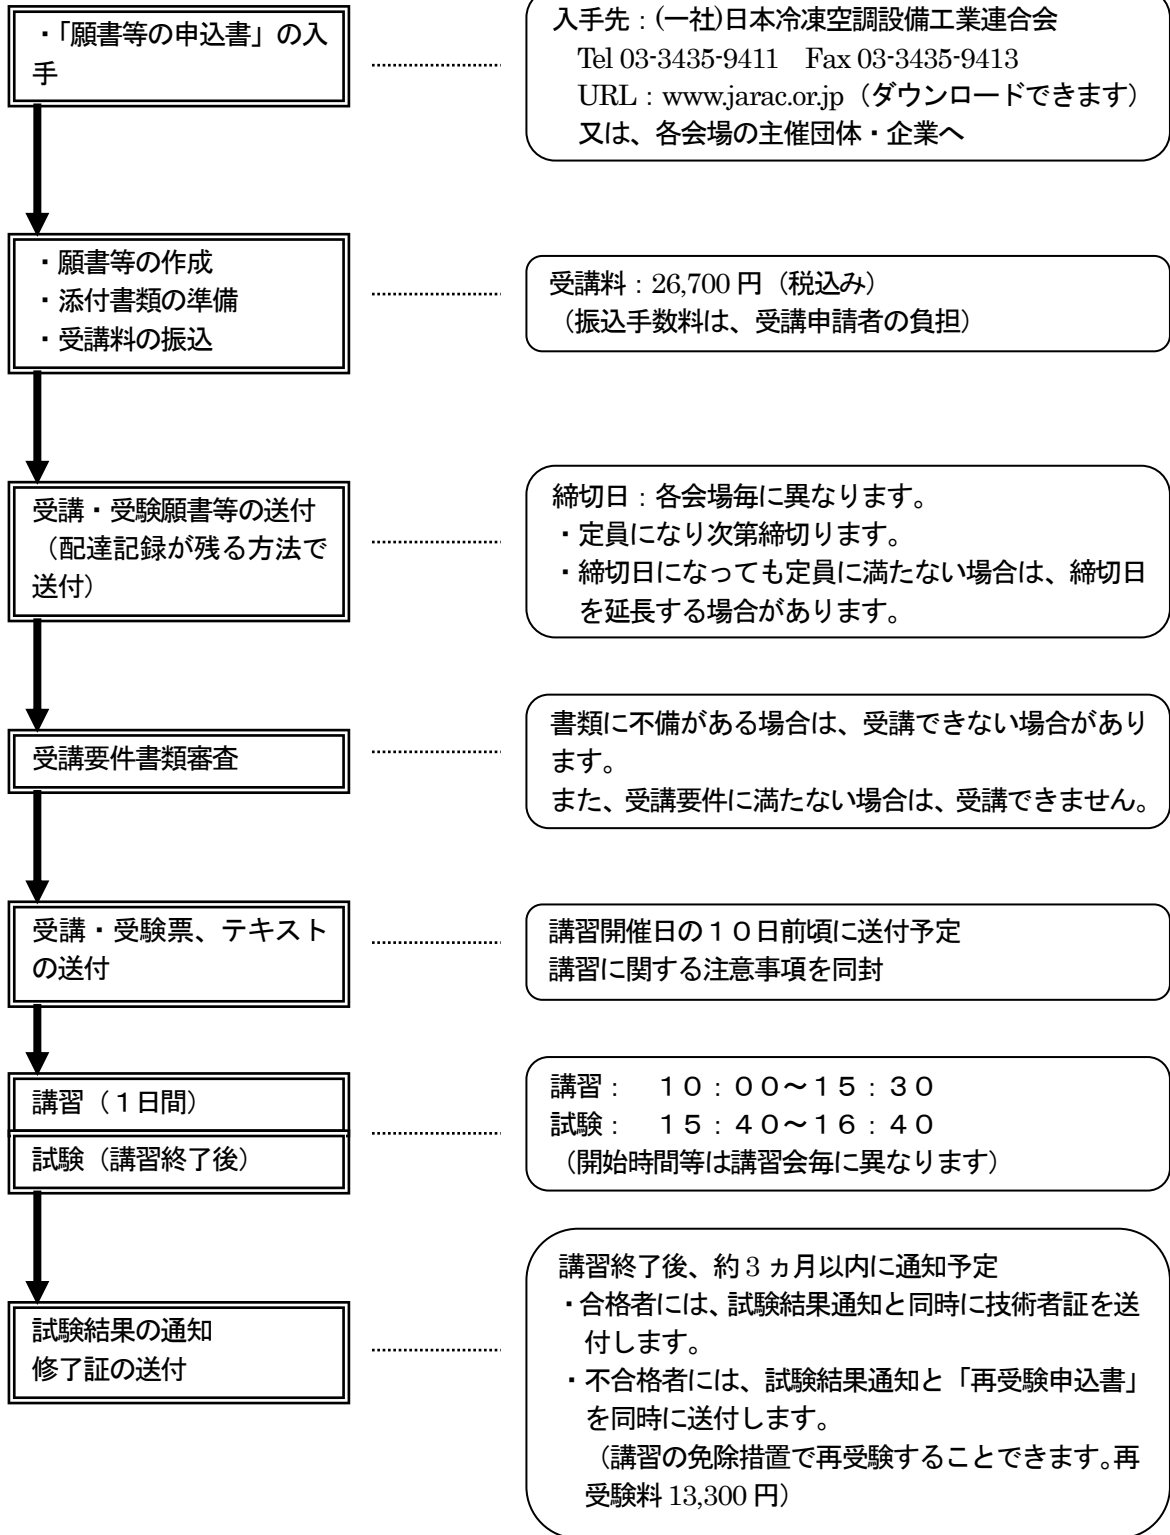 ・「願書等の申込書」の入
手
入手先：(一社)日本冷凍空調設備工業連合会
Tel 03-3435-9411　Fax 03-3435-9413
URL：www.jarac.or.jp（ダウンロードできます）
又は、各会場の主催団体・企業へ
・願書等の作成
・添付書類の準備
・受講料の振込
受講料：26,700 円（税込み）
（振込手数料は、受講申請者の負担）
受講・受験願書等の送付
（配達記録が残る方法で
送付）
締切日：各会場毎に異なります。
・定員になり次第締切ります。
・締切日になっても定員に満たない場合は、締切日
を延長する場合があります。
受講要件書類審査
書類に不備がある場合は、受講できない場合があり
ます。
また、受講要件に満たない場合は、受講できません。
受講・受験票、テキスト
の送付
講習開催日の１０日前頃に送付予定
講習に関する注意事項を同封
講習（１日間）
試験（講習終了後）
講習：　１０：００～１５：３０
試験：　１５：４０～１６：４０
（開始時間等は講習会毎に異なります）
試験結果の通知
修了証の送付
講習終了後、約 3 ヵ月以内に通知予定
・合格者には、試験結果通知と同時に技術者証を送
付します。
・不合格者には、試験結果通知と「再受験申込書」
を同時に送付します。
（講習の免除措置で再受験することできます。再
受験料 13,300 円）